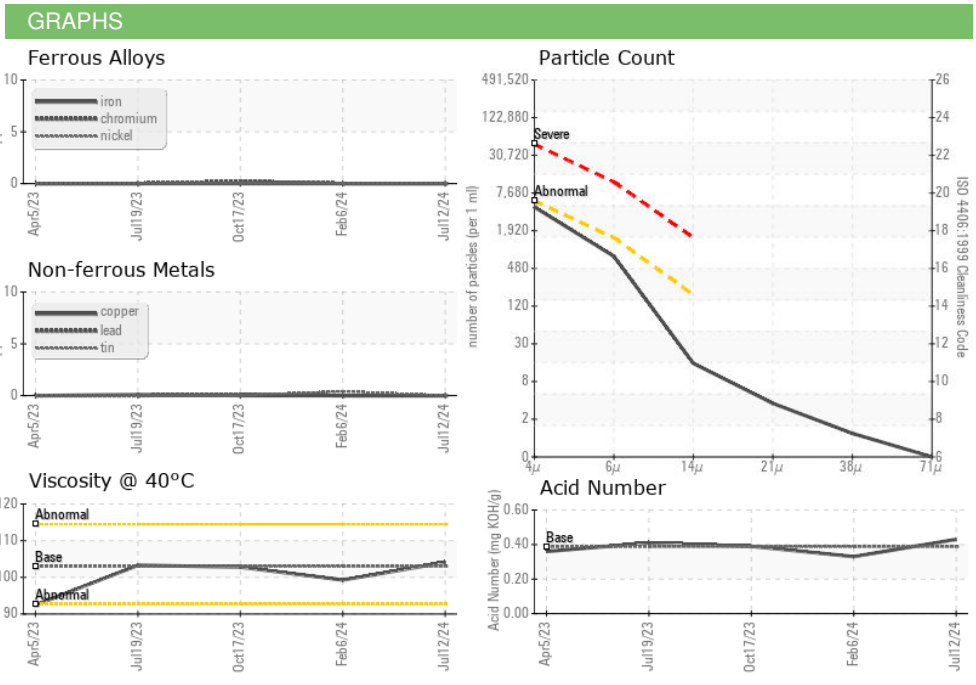 GRAPHS
Ferrous Alloys
10
5
0
iron
chromium
nickel
Apr5/23
Jul19/23
Oct17/23
Feb6/24
Jul12/24
Non-ferrous Metals
10
5
0
copper
lead
tin
Apr5/23
Jul19/23
Oct17/23
Feb6/24
Jul12/24
Viscosity @ 40°C
120
110
100
90
Abnormal
Base
Abnormal
Apr5/23
Jul19/23
Oct17/23
Feb6/24
Jul12/24
Particle Count
number of particles (per 1 ml)
491,520
122,880
30,720
7,680
1,920
480
120
30
8
2
0
Severe
Abnormal
4µ
6µ
14µ
21µ
38µ
71µ
26
24
22
20
18
16
14
12
10
8
6
ISO 4406:1999 Cleanliness Code
Acid Number
Acid Number (mg KOH/g)
0.60
0.40
0.20
0.00
Base
Apr5/23
Jul19/23
Oct17/23
Feb6/24
Jul12/24